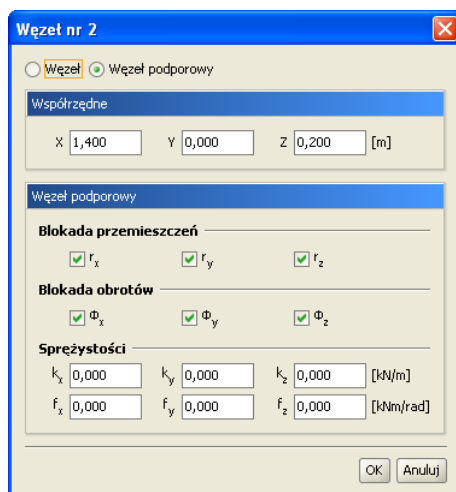 Węzeł nr 2
Węzeł Węzeł podporowy
Współrzędne
X 1,400 Y 0,000 Z 0,200 [m]
Węzeł podporowy
Blokada przemieszczeń
rx ry rz
Blokada obrotów
Φx Φy Φz
Sprężystości
kx 0,000 ky 0,000 kz 0,000 [kN/m]
fx 0,000 fy 0,000 fz 0,000 [kNm/rad]
OK Anuluj